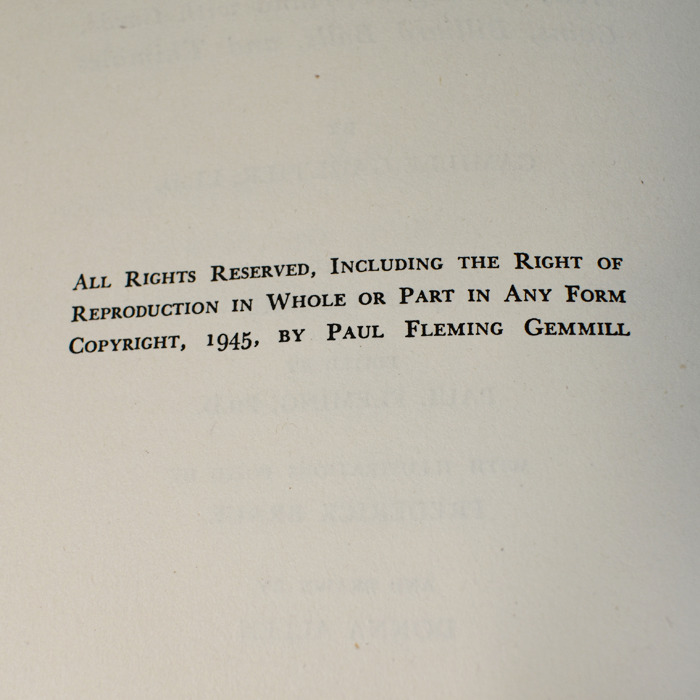 ALL RIGHTS RESERVED, INCLUDING THE RIGHT OF
REPRODUCTION IN WHOLE OR PART IN ANY FORM
COPYRIGHT, 1945, BY PAUL FLEMING GEMMILL